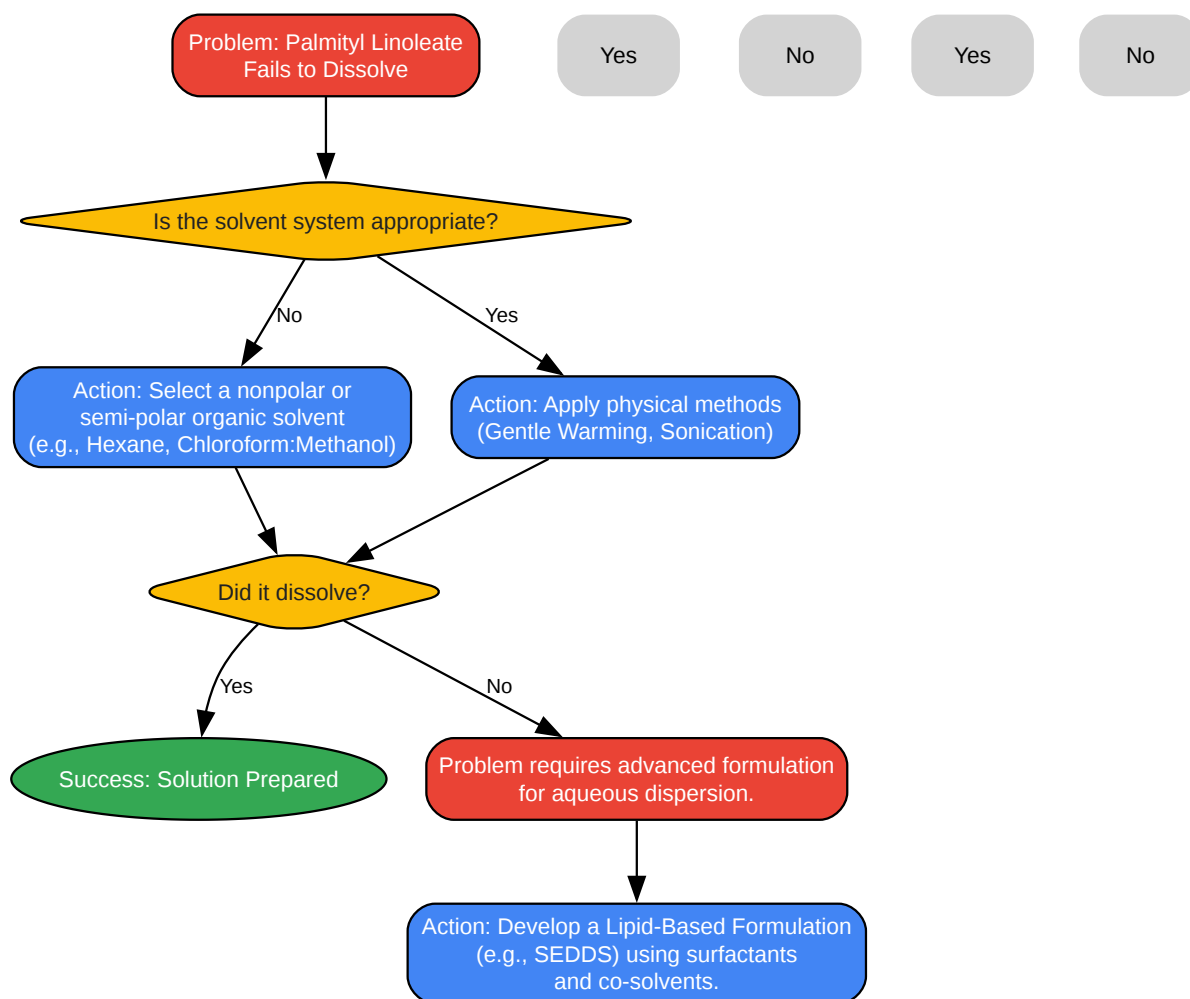 Problem: Palmityl Linoleate
Fails to Dissolve
Yes
No
Yes
No
Is the solvent system appropriate?
No
Yes
Action: Select a nonpolar or
semi-polar organic solvent
(e.g., Hexane, Chloroform:Methanol)
Action: Apply physical methods
(Gentle Warming, Sonication)
Did it dissolve?
Yes
No
Success: Solution Prepared
Problem requires advanced formulation
for aqueous dispersion.
Action: Develop a Lipid-Based Formulation
(e.g., SEDDS) using surfactants
and co-solvents.